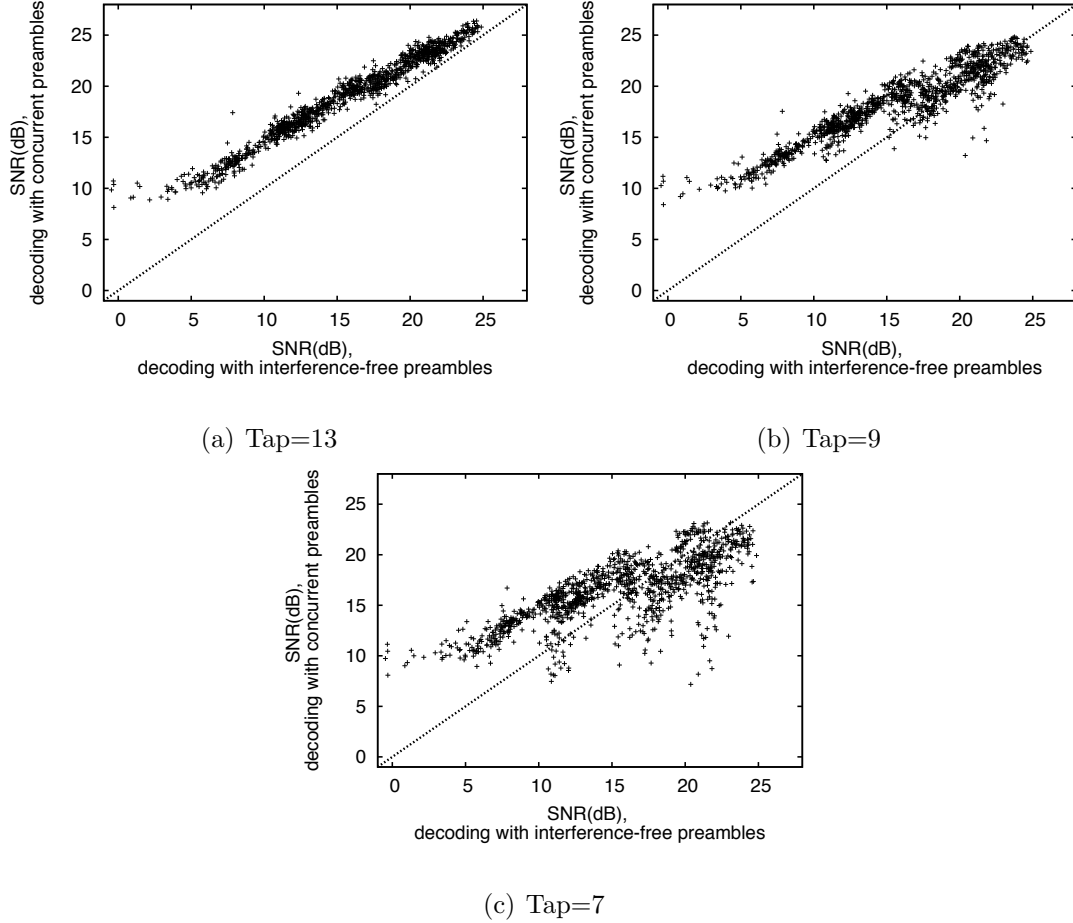 SNR(dB),
decoding with concurrent preambles
25
20
15
10
5
0
0 5 10 15 20 25
SNR(dB),
decoding with interference-free preambles
(a) Tap=13
SNR(dB),
decoding with concurrent preambles
25
20
15
10
5
0
0 5 10 15 20 25
SNR(dB),
decoding with interference-free preambles
(b) Tap=9
SNR(dB),
decoding with concurrent preambles
25
20
15
10
5
0
0 5 10 15 20 25
SNR(dB),
decoding with interference-free preambles
(c) Tap=7